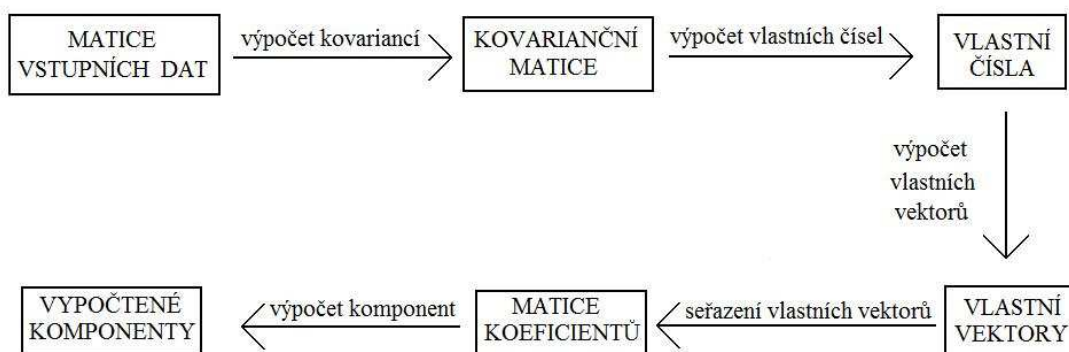 MATICE
VSTUPNÍCH DAT
výpočet kovariancí
KOVARIANČNÍ
MATICE
výpočet vlastních čísel
VLASTNÍ
ČÍSLA
výpočet
vlastních
vektorů
VLASTNÍ
VEKTORY
seřazení vlastních vektorů
MATICE
KOEFICIENTŮ
výpočet komponent
VYPOČTENÉ
KOMPONENTY